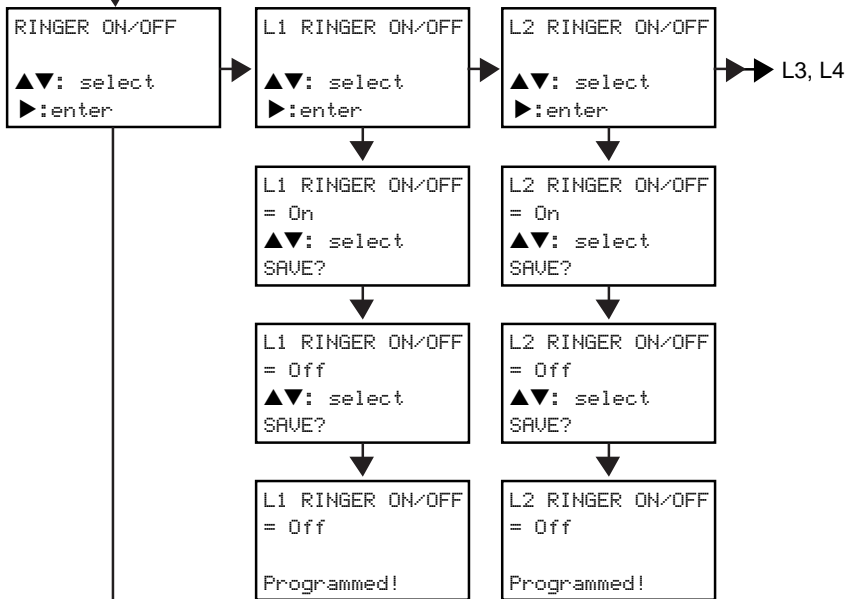 RINGER ON/OFF
▲▼: select
▶:enter
L1 RINGER ON/OFF
▲▼: select
▶:enter
L2 RINGER ON/OFF
▲▼: select
▶:enter
L3, L4
L1 RINGER ON/OFF
= On
▲▼: select
SAVE?
L2 RINGER ON/OFF
= On
▲▼: select
SAVE?
L1 RINGER ON/OFF
= Off
▲▼: select
SAVE?
L2 RINGER ON/OFF
= Off
▲▼: select
SAVE?
L1 RINGER ON/OFF
= Off
Programmed!
L2 RINGER ON/OFF
= Off
Programmed!